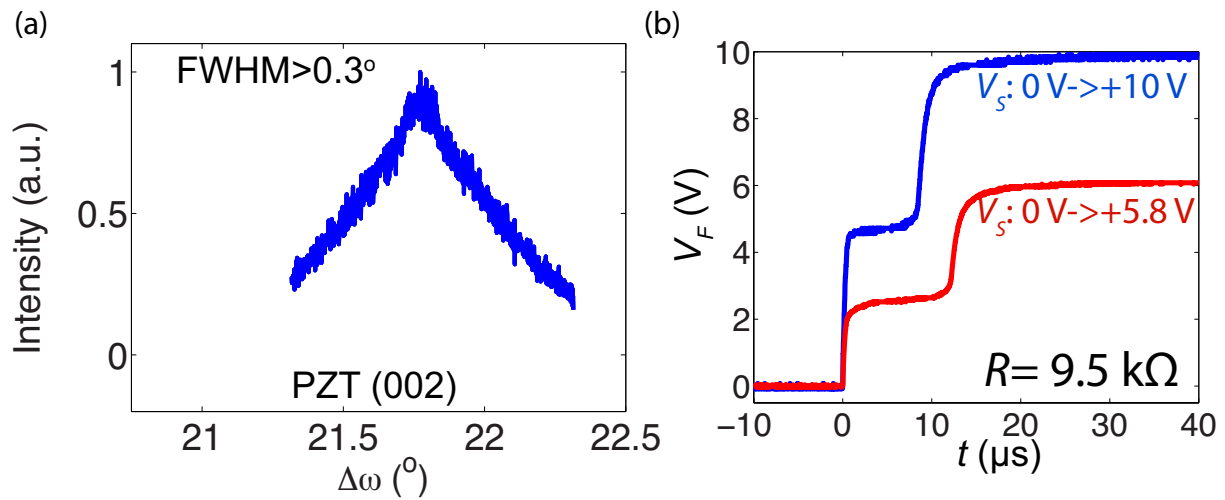 (a)
FWHM>0.3°
Intensity (a.u.)
1
0.5
0
PZT (002)
21
21.5
22
22.5
Δω (°)
(b)
V_F (V)
10
8
6
4
2
0
V_S: 0 V->+10 V
V_S: 0 V->+5.8 V
R= 9.5 kΩ
−10
0
10
20
30
40
t (μs)